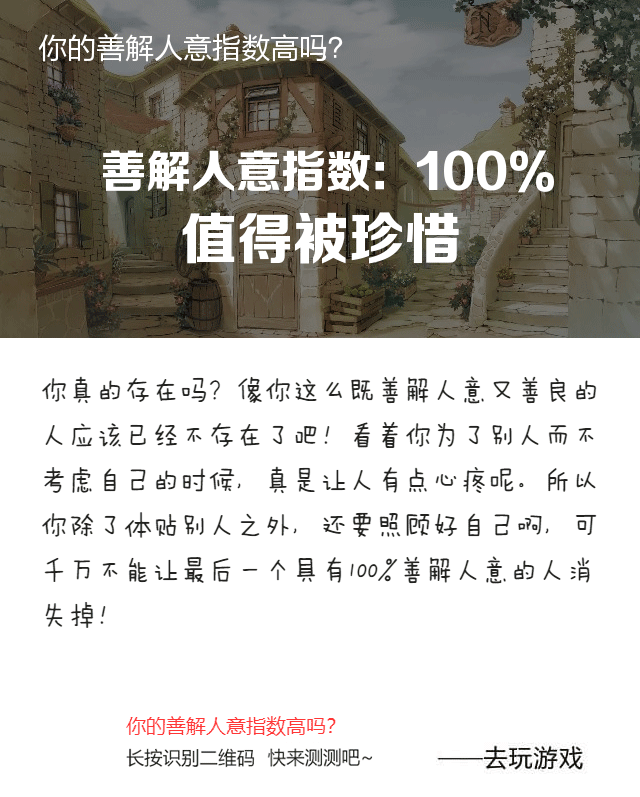 你的善解人意指数高吗?
善解人意指数: 100%
值得被珍惜
你真的存在吗? 像你这么既善解人意又善良的
人应该已经不存在了吧! 看着你为了别人而不
考虑自己的时候, 真是让人有点心疼呢。所以
你除了体贴别人之外, 还要照顾好自己啊, 可
千万不能让最后一个具有100%善解人意的人消
失掉!
你的善解人意指数高吗?
长按识别二维码 快来测测吧~
——去玩游戏